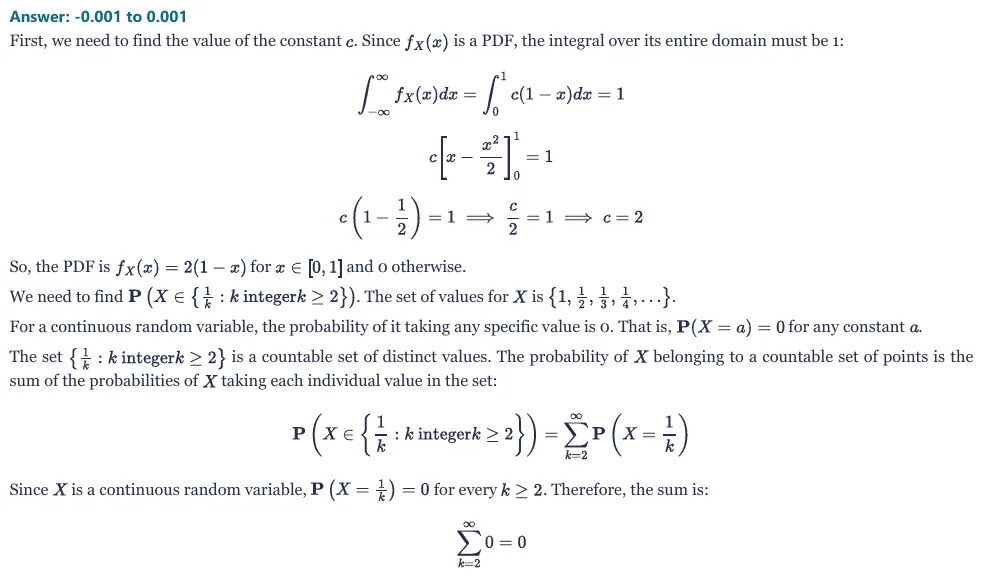 Answer: -0.001 to 0.001
First, we need to find the value of the constant c. Since f_X(x) is a PDF, the integral over its entire domain must be 1:
∫_{-∞}^{∞} f_X(x)dx = ∫_0^1 c(1 − x)dx = 1
c[x − x²/2]_0^1 = 1
c(1 − 1/2) = 1 ⟹ c/2 = 1 ⟹ c = 2
So, the PDF is f_X(x) = 2(1 − x) for x ∈ [0, 1] and 0 otherwise.
We need to find P (X ∈ {1/k : k integerk ≥ 2}). The set of values for X is {1, 1/2, 1/3, 1/4, . . .}.
For a continuous random variable, the probability of it taking any specific value is 0. That is, P(X = a) = 0 for any constant a.
The set {1/k : k integerk ≥ 2} is a countable set of distinct values. The probability of X belonging to a countable set of points is the
sum of the probabilities of X taking each individual value in the set:
P(X ∈ {1/k : k integerk ≥ 2}) = ∑_{k=2}^{∞} P(X = 1/k)
Since X is a continuous random variable, P (X = 1/k) = 0 for every k ≥ 2. Therefore, the sum is:
∑_{k=2}^{∞} 0 = 0